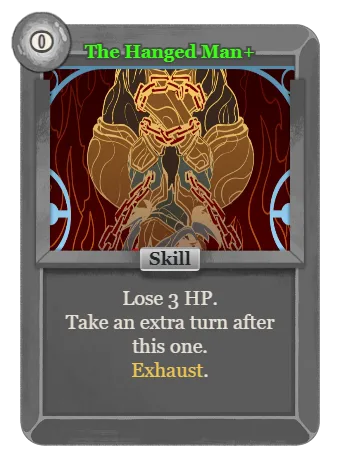 0
The Hanged Man+
Skill
Lose 3 HP.
Take an extra turn after
this one.
Exhaust.